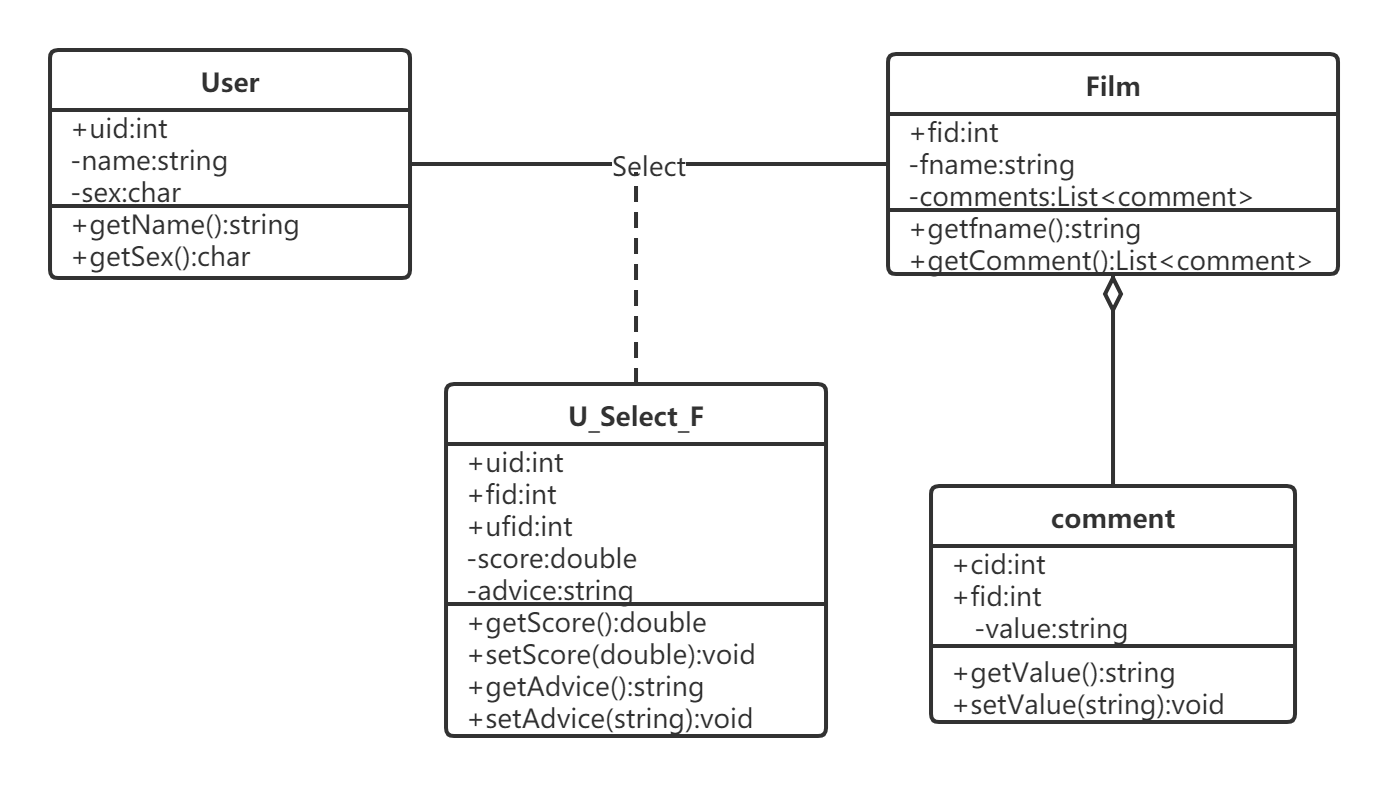 User
+uid:int
-name:string
-sex:char
+getName():string
+getSex():char
Select
Film
+fid:int
-fname:string
-comments:List<comment>
+getfname():string
+getComment():List<comment>
U_Select_F
+uid:int
+fid:int
+ufid:int
-score:double
-advice:string
+getScore():double
+setScore(double):void
+getAdvice():string
+setAdvice(string):void
comment
+cid:int
+fid:int
-value:string
+getValue():string
+setValue(string):void